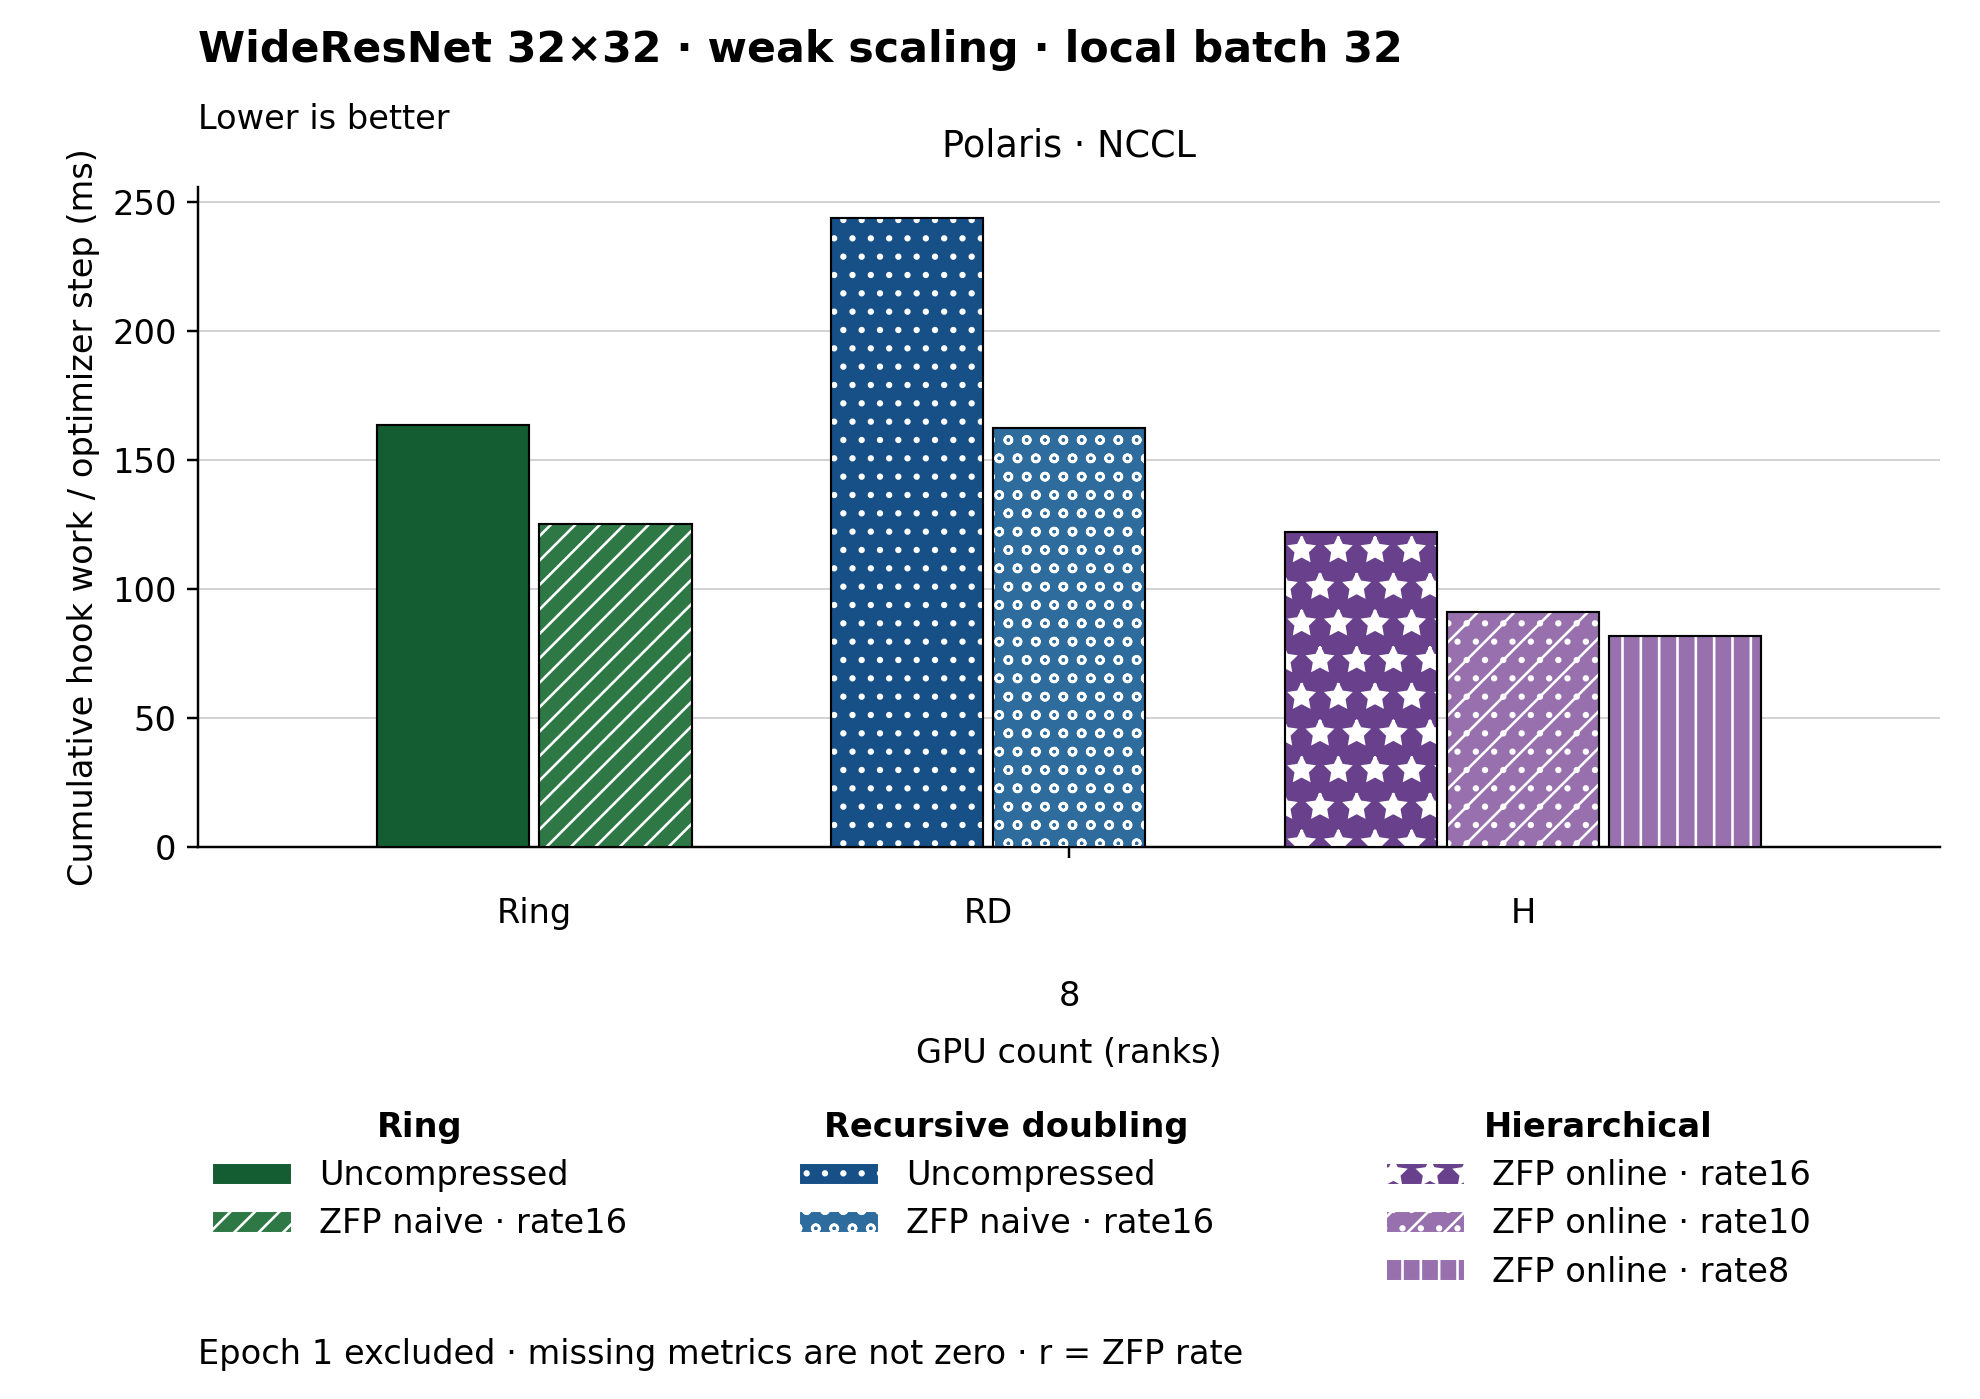 WideResNet 32×32 · weak scaling · local batch 32
Lower is better
Polaris · NCCL
Cumulative hook work / optimizer step (ms)
250
200
150
100
50
0
Ring RD H
8
GPU count (ranks)
Ring
Uncompressed
ZFP naive · rate16
Recursive doubling
Uncompressed
ZFP naive · rate16
Hierarchical
ZFP online · rate16
ZFP online · rate10
ZFP online · rate8
Epoch 1 excluded · missing metrics are not zero · r = ZFP rate